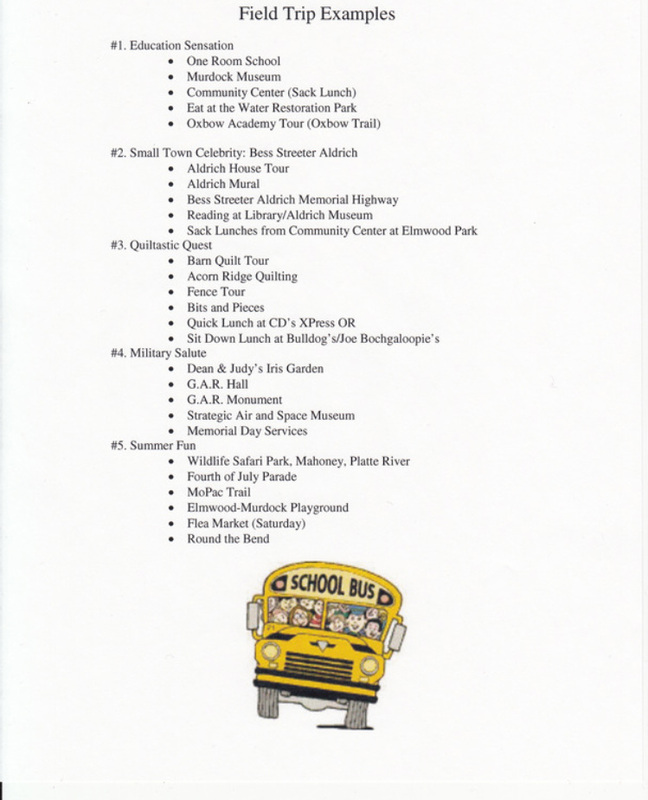 Field Trip Examples
#1. Education Sensation
• One Room School
• Murdock Museum
• Community Center (Sack Lunch)
• Eat at the Water Restoration Park
• Oxbow Academy Tour (Oxbow Trail)
#2. Small Town Celebrity: Bess Streeter Aldrich
• Aldrich House Tour
• Aldrich Mural
• Bess Streeter Aldrich Memorial Highway
• Reading at Library/Aldrich Museum
• Sack Lunches from Community Center at Elmwood Park
#3. Quiltastic Quest
• Barn Quilt Tour
• Acorn Ridge Quilting
• Fence Tour
• Bits and Pieces
• Quick Lunch at CD's XPress OR
• Sit Down Lunch at Bulldog's/Joe Bochgaloopie's
#4. Military Salute
• Dean & Judy's Iris Garden
• G.A.R. Hall
• G.A.R. Monument
• Strategic Air and Space Museum
• Memorial Day Services
#5. Summer Fun
• Wildlife Safari Park, Mahoney, Platte River
• Fourth of July Parade
• MoPac Trail
• Elmwood-Murdock Playground
• Flea Market (Saturday)
• Round the Bend
SCHOOL BUS